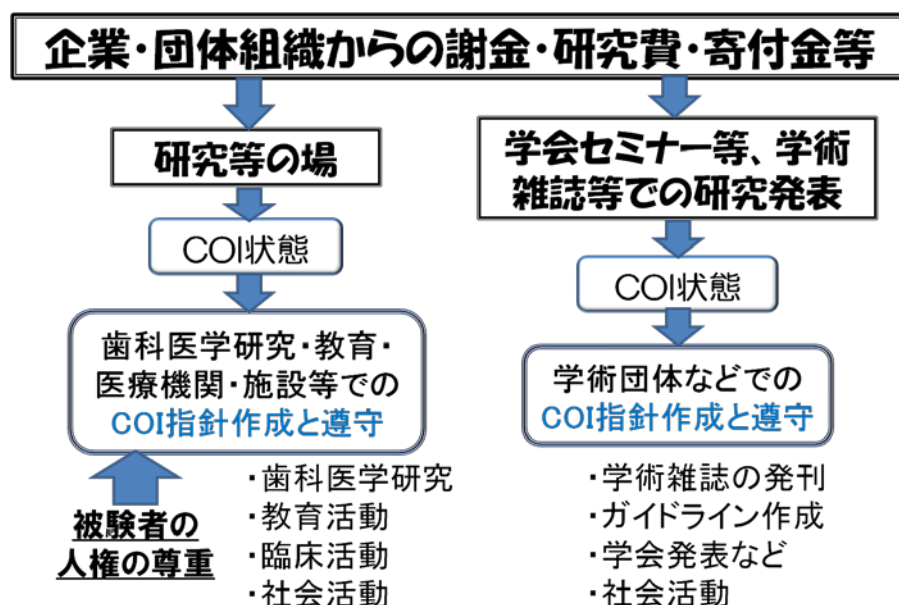 企業・団体組織からの謝金・研究費・寄付金等
研究等の場
COI状態
歯科医学研究・教育・
医療機関・施設等での
COI指針作成と遵守
被験者の
人権の尊重
・歯科医学研究
・教育活動
・臨床活動
・社会活動
学会セミナー等、学術
雑誌等での研究発表
COI状態
学術団体などでの
COI指針作成と遵守
・学術雑誌の発刊
・ガイドライン作成
・学会発表など
・社会活動